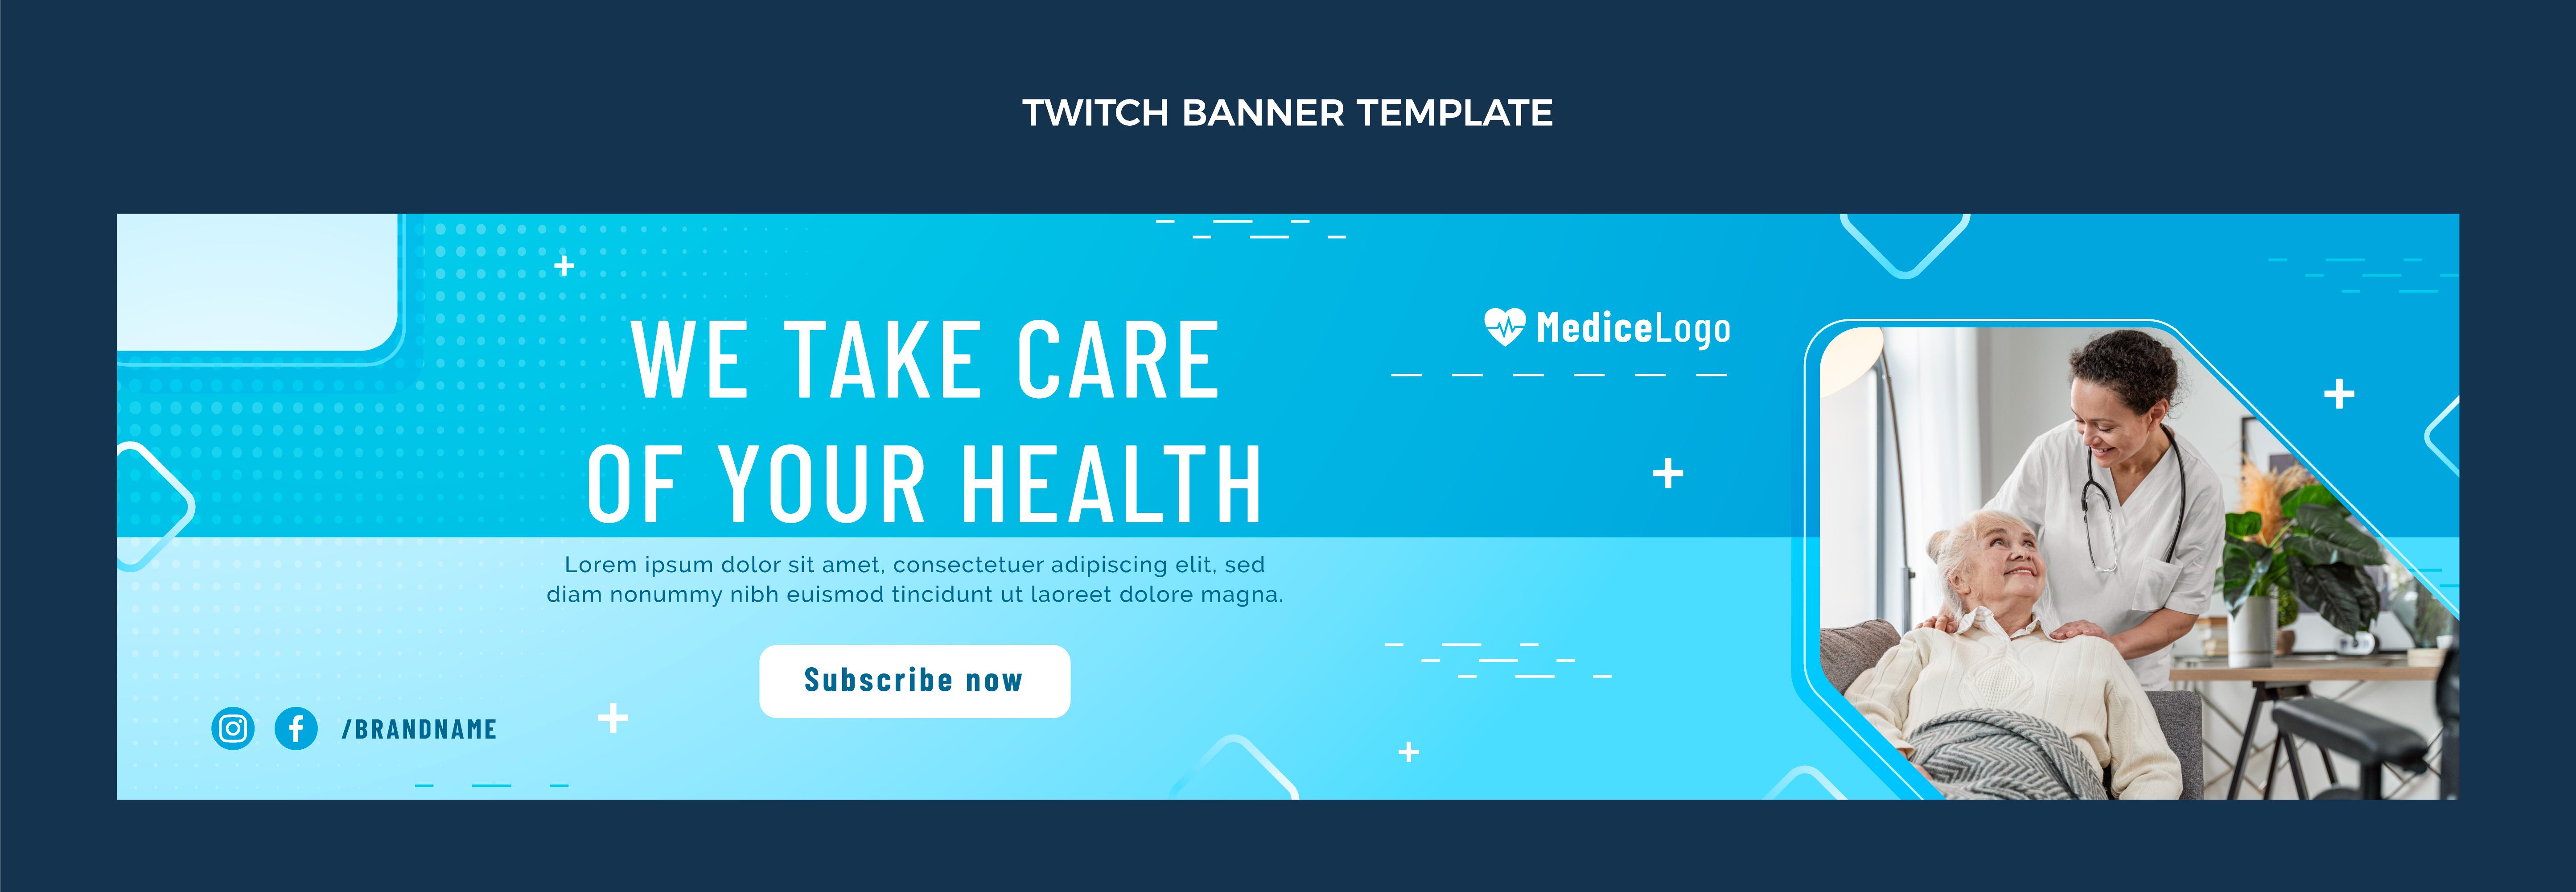 TWITCH BANNER TEMPLATE
WE TAKE CARE
OF YOUR HEALTH
Lorem ipsum dolor sit amet, consectetuer adipiscing elit, sed
diam nonummy nibh euismod tincidunt ut laoreet dolore magna.
Subscribe now
/BRANDNAME
MediceLogo